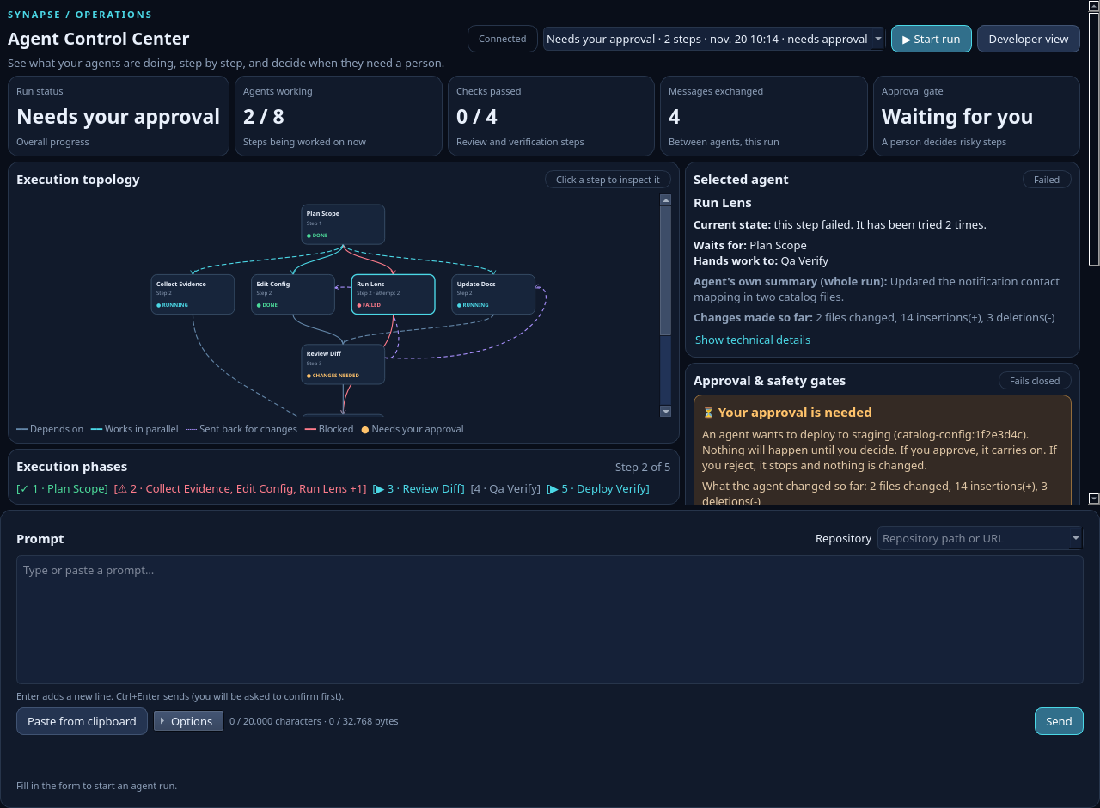 SYNAPSE / OPERATIONS
Agent Control Center
Connected
Needs your approval · 2 steps · nov. 20 10:14 · needs approval
▶ Start run
Developer view
See what your agents are doing, step by step, and decide when they need a person.
Run status
Needs your approval
Overall progress
Agents working
2 / 8
Steps being worked on now
Checks passed
0 / 4
Review and verification steps
Messages exchanged
4
Between agents, this run
Approval gate
Waiting for you
A person decides risky steps
Execution topology
Click a step to inspect it
Plan Scope
Step 1
DONE
Collect Evidence
Step 2
RUNNING
Edit Config
Step 2
DONE
Run Lens
Step 2 · attempt 2
FAILED
Update Docs
Step 2
RUNNING
Review Diff
Step 3
CHANGES NEEDED
Depends on
Works in parallel
Sent back for changes
Blocked
Needs your approval
Execution phases
Step 2 of 5
[✓ 1 · Plan Scope] [⚠ 2 · Collect Evidence, Edit Config, Run Lens +1] [▶ 3 · Review Diff] [4 · Qa Verify] [▶ 5 · Deploy Verify]
Selected agent
Failed
Run Lens
Current state: this step failed. It has been tried 2 times.
Waits for: Plan Scope
Hands work to: Qa Verify
Agent's own summary (whole run): Updated the notification contact
mapping in two catalog files.
Changes made so far: 2 files changed, 14 insertions(+), 3 deletions(-)
Show technical details
Approval & safety gates
Fails closed
⏳ Your approval is needed
An agent wants to deploy to staging (catalog-config:1f2e3d4c).
Nothing will happen until you decide. If you approve, it carries on. If
you reject, it stops and nothing is changed.
What the agent changed so far: 2 files changed, 14 insertions(+), 3
deletions(-)
Prompt
Repository
Repository path or URL
Type or paste a prompt...
Enter adds a new line. Ctrl+Enter sends (you will be asked to confirm first).
Paste from clipboard
Options
0 / 20.000 characters · 0 / 32.768 bytes
Send
Fill in the form to start an agent run.